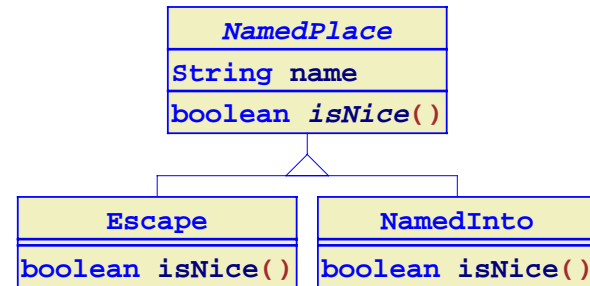 NamedPlace
String name
boolean isNice()
Escape
boolean isNice()
NamedInto
boolean isNice()